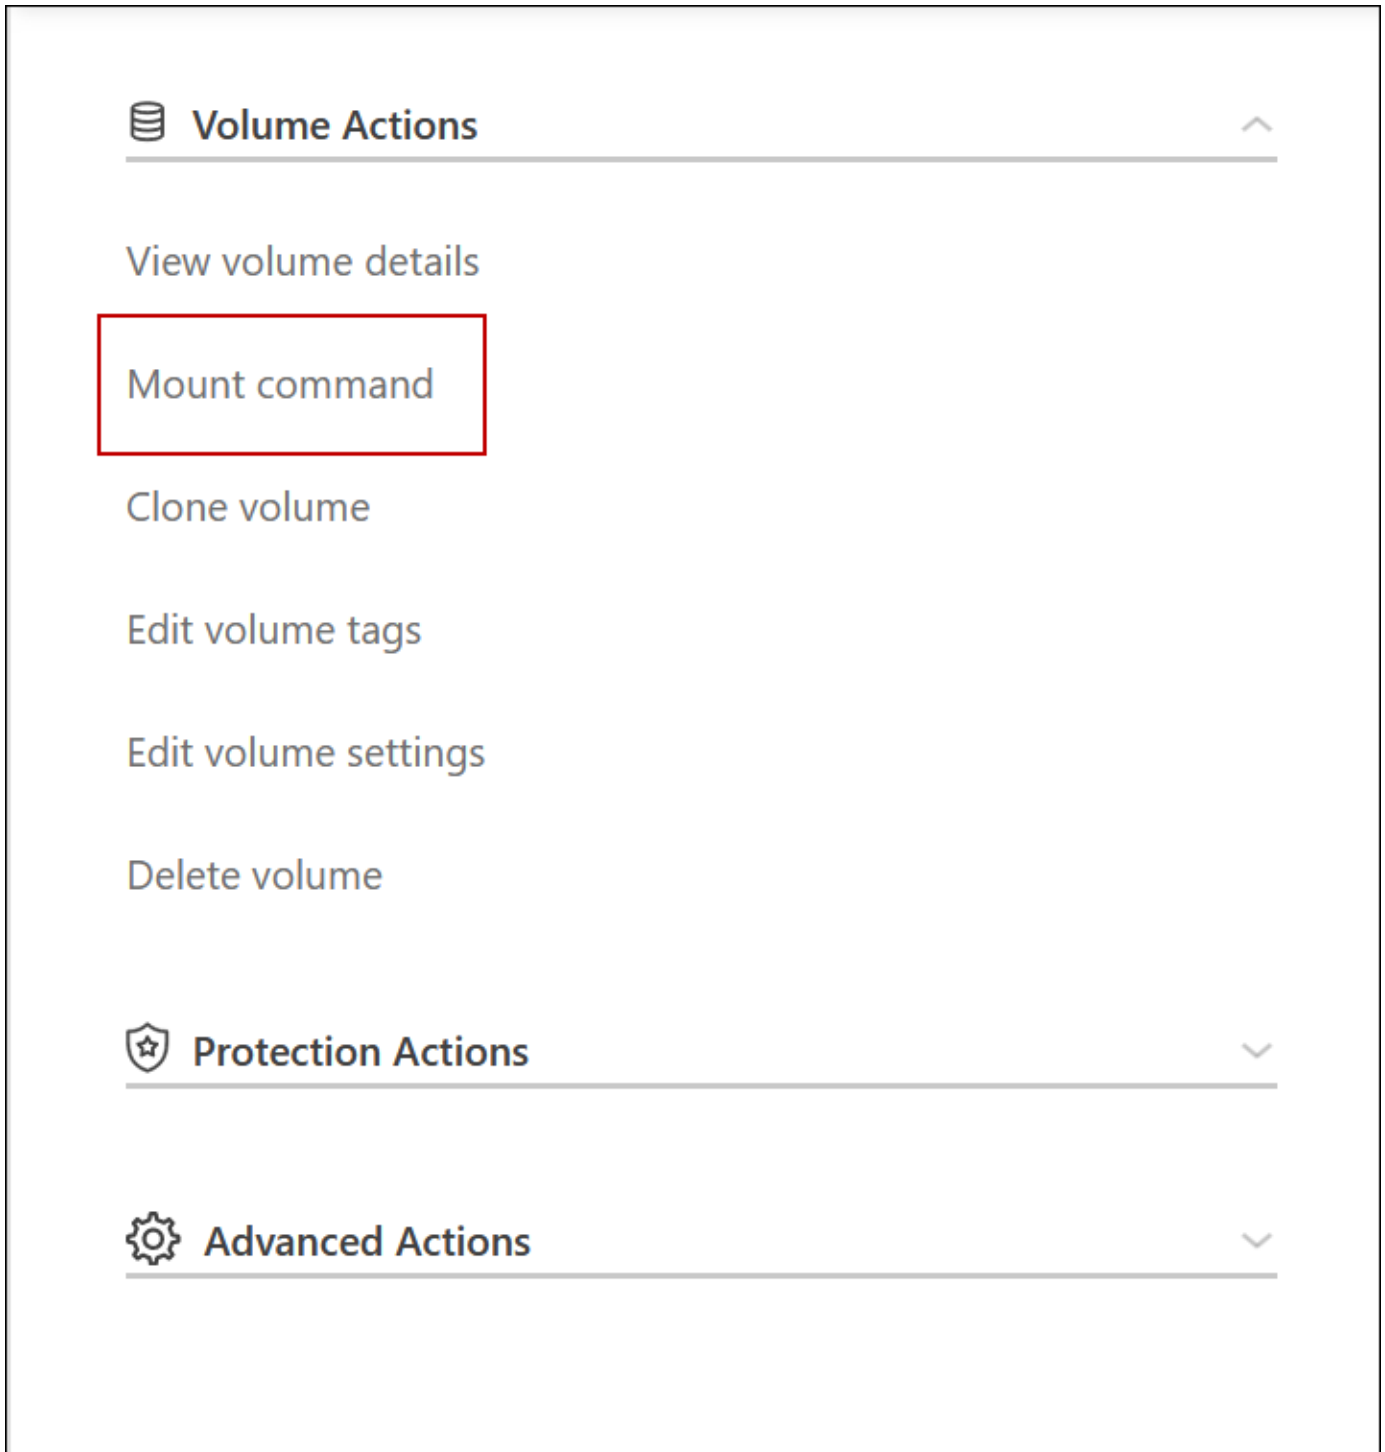 Volume Actions
View volume details
Mount command
Clone volume
Edit volume tags
Edit volume settings
Delete volume
Protection Actions
Advanced Actions